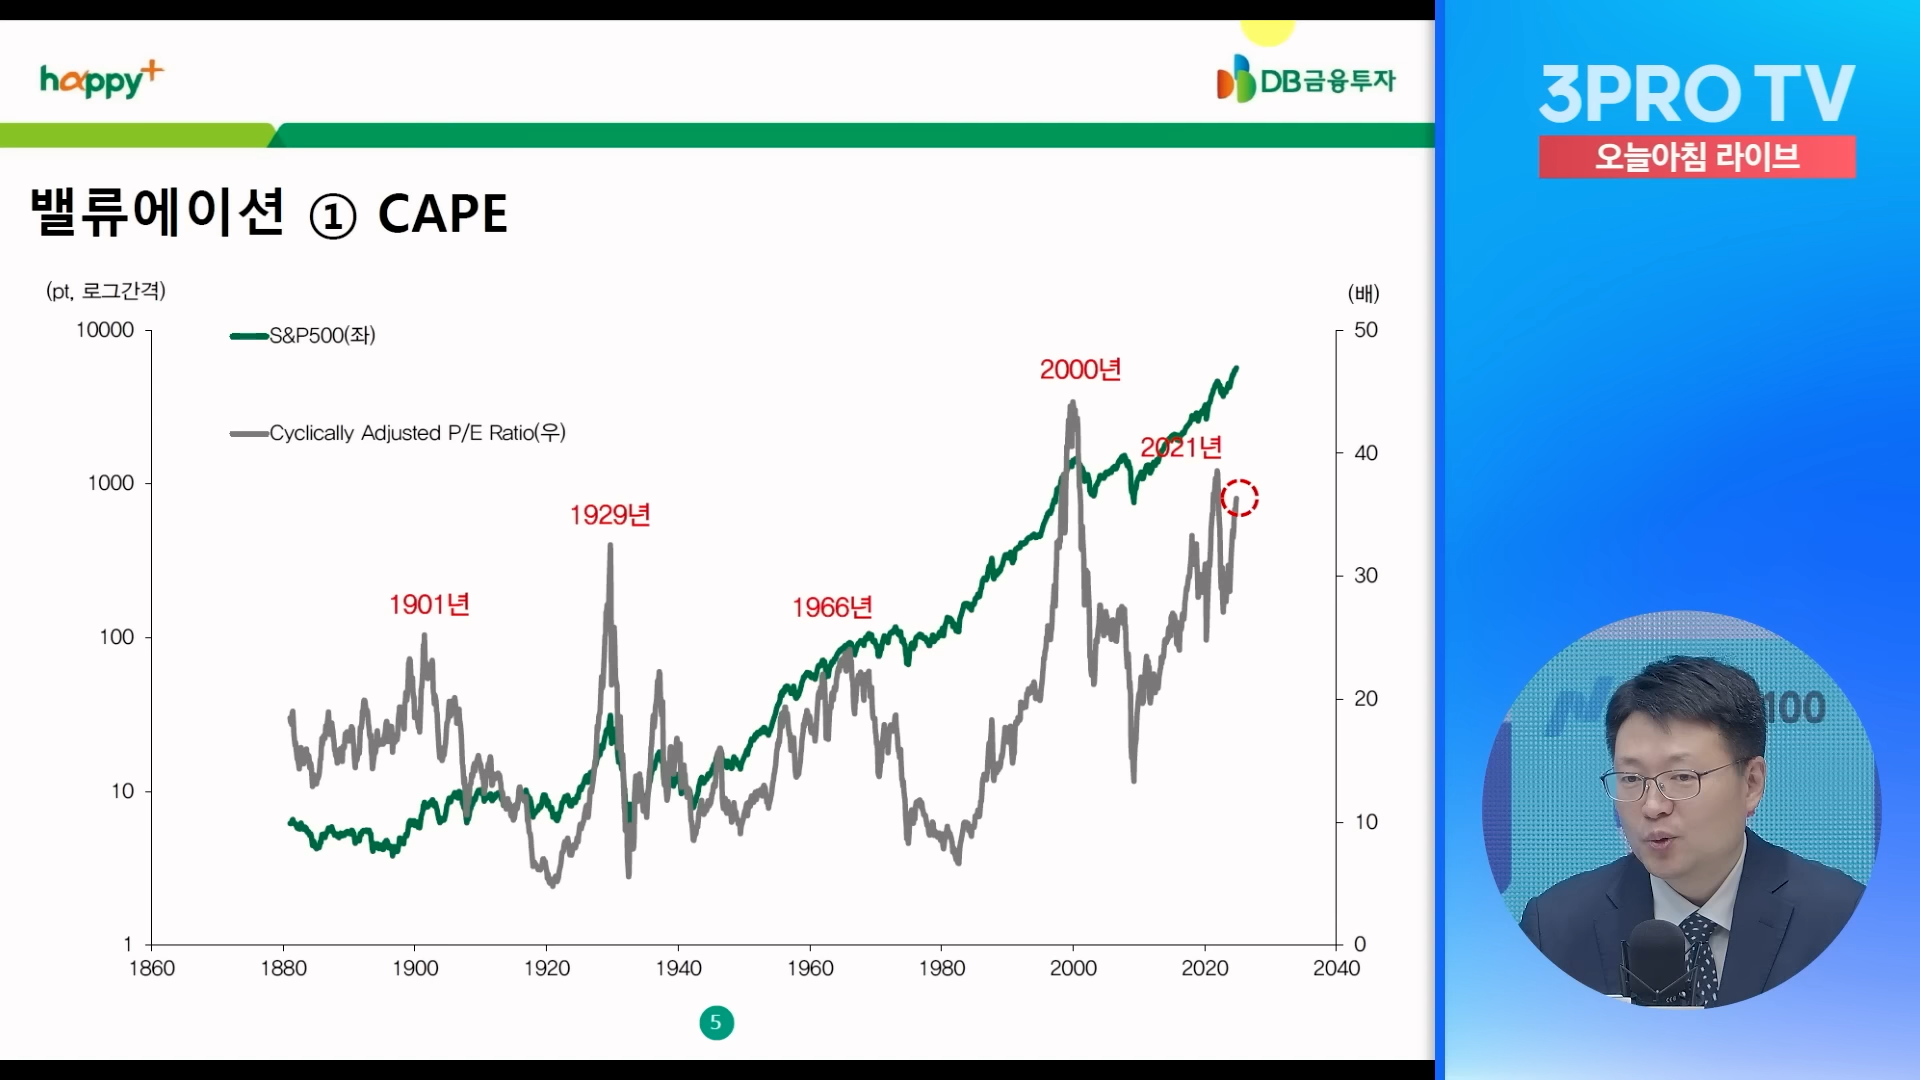 happy+
DB금융투자
3PRO TV
오늘아침 라이브
밸류에이션 ① CAPE
(pt, 로그간격)
(배)
S&P500(좌)
Cyclically Adjusted P/E Ratio(우)
1901년
1929년
1966년
2000년
2021년
10000
1000
100
10
1
50
40
30
20
10
0
1860 1880 1900 1920 1940 1960 1980 2000 2020 2040
5
100